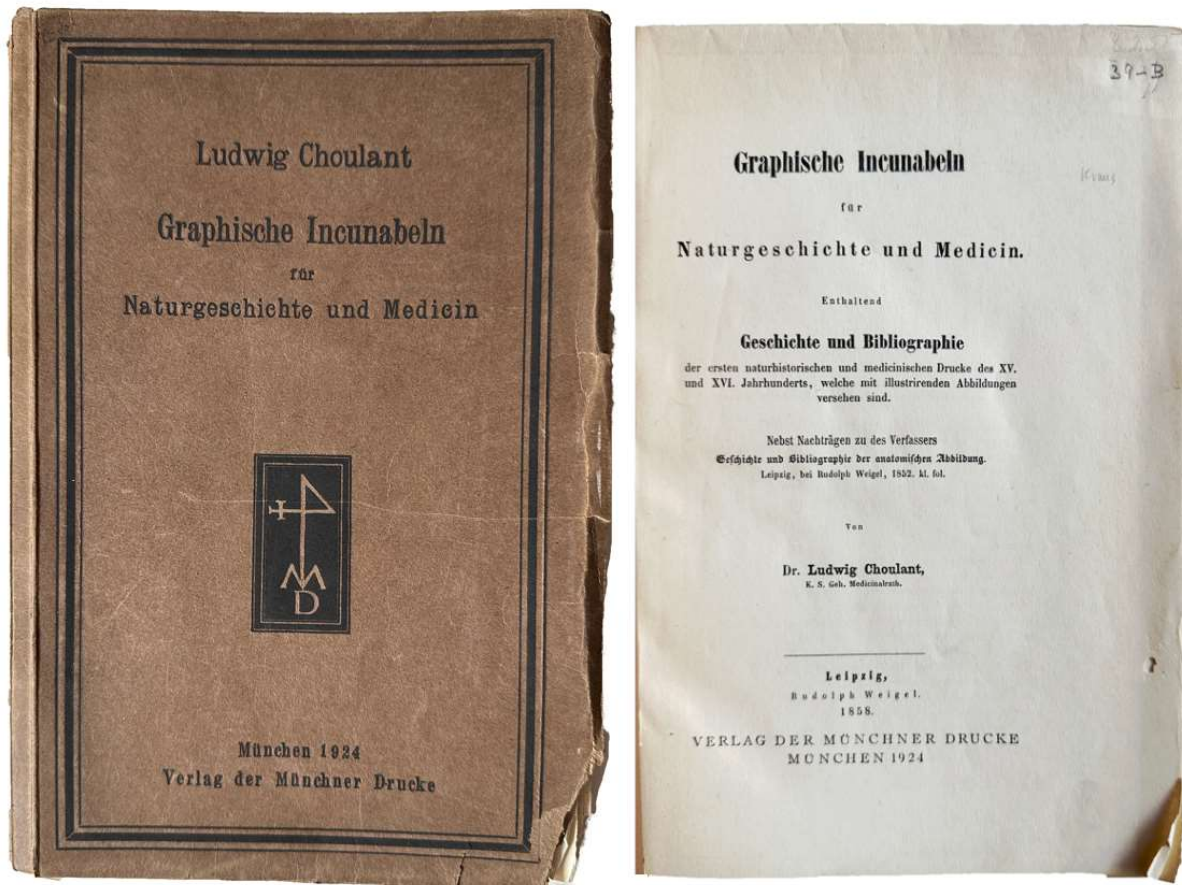 Ludwig Choulant
Graphische Incunabeln
für
Naturgeschichte und Medicin
M
D
München 1924
Verlag der Münchner Drucke
39-B
Graphische Incunabeln
für
Naturgeschichte und Medicin.
Enthaltend
Geschichte und Bibliographie
der ersten naturhistorischen und medicinischen Drucke des XV.
und XVI. Jahrhunderts, welche mit illustrirenden Abbildungen
versehen sind.
Nebst Nachträgen zu des Verfassers
Geschichte und Bibliographie der anatomischen Abbildung.
Leipzig, bei Rudolph Weigel, 1852. kl. fol.
Von
Dr. Ludwig Choulant,
K. S. Geh. Medicinalrath.
Leipzig,
Rudolph Weigel.
1858.
VERLAG DER MÜNCHNER DRUCKE
MÜNCHEN 1924